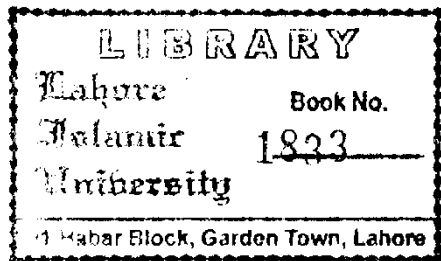 LIBRARY
Lahore
Islamic
University
Book No.
1833
Babar Block, Garden Town, Lahore